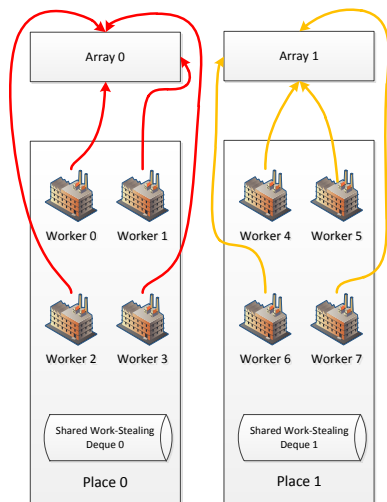 Array 0
Array 1
Worker 0
Worker 1
Worker 4
Worker 5
Worker 2
Worker 3
Worker 6
Worker 7
Shared Work-Stealing
Deque 0
Shared Work-Stealing
Deque 1
Place 0
Place 1